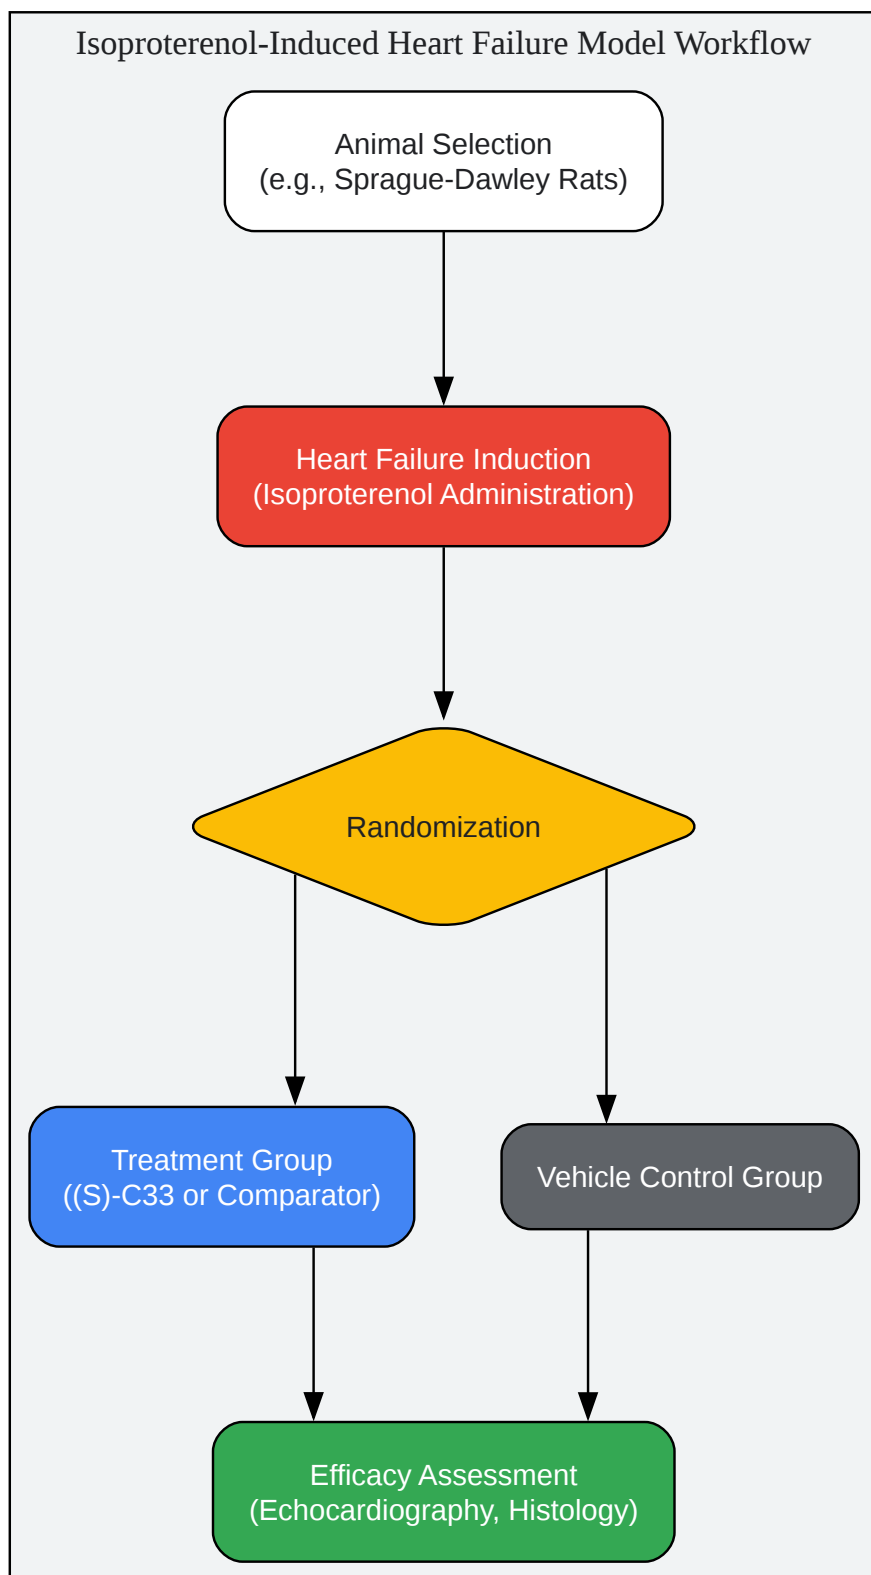 Isoproterenol-Induced Heart Failure Model Workflow
Animal Selection
(e.g., Sprague-Dawley Rats)
Heart Failure Induction
(Isoproterenol Administration)
Randomization
Treatment Group
((S)-C33 or Comparator)
Vehicle Control Group
Efficacy Assessment
(Echocardiography, Histology)